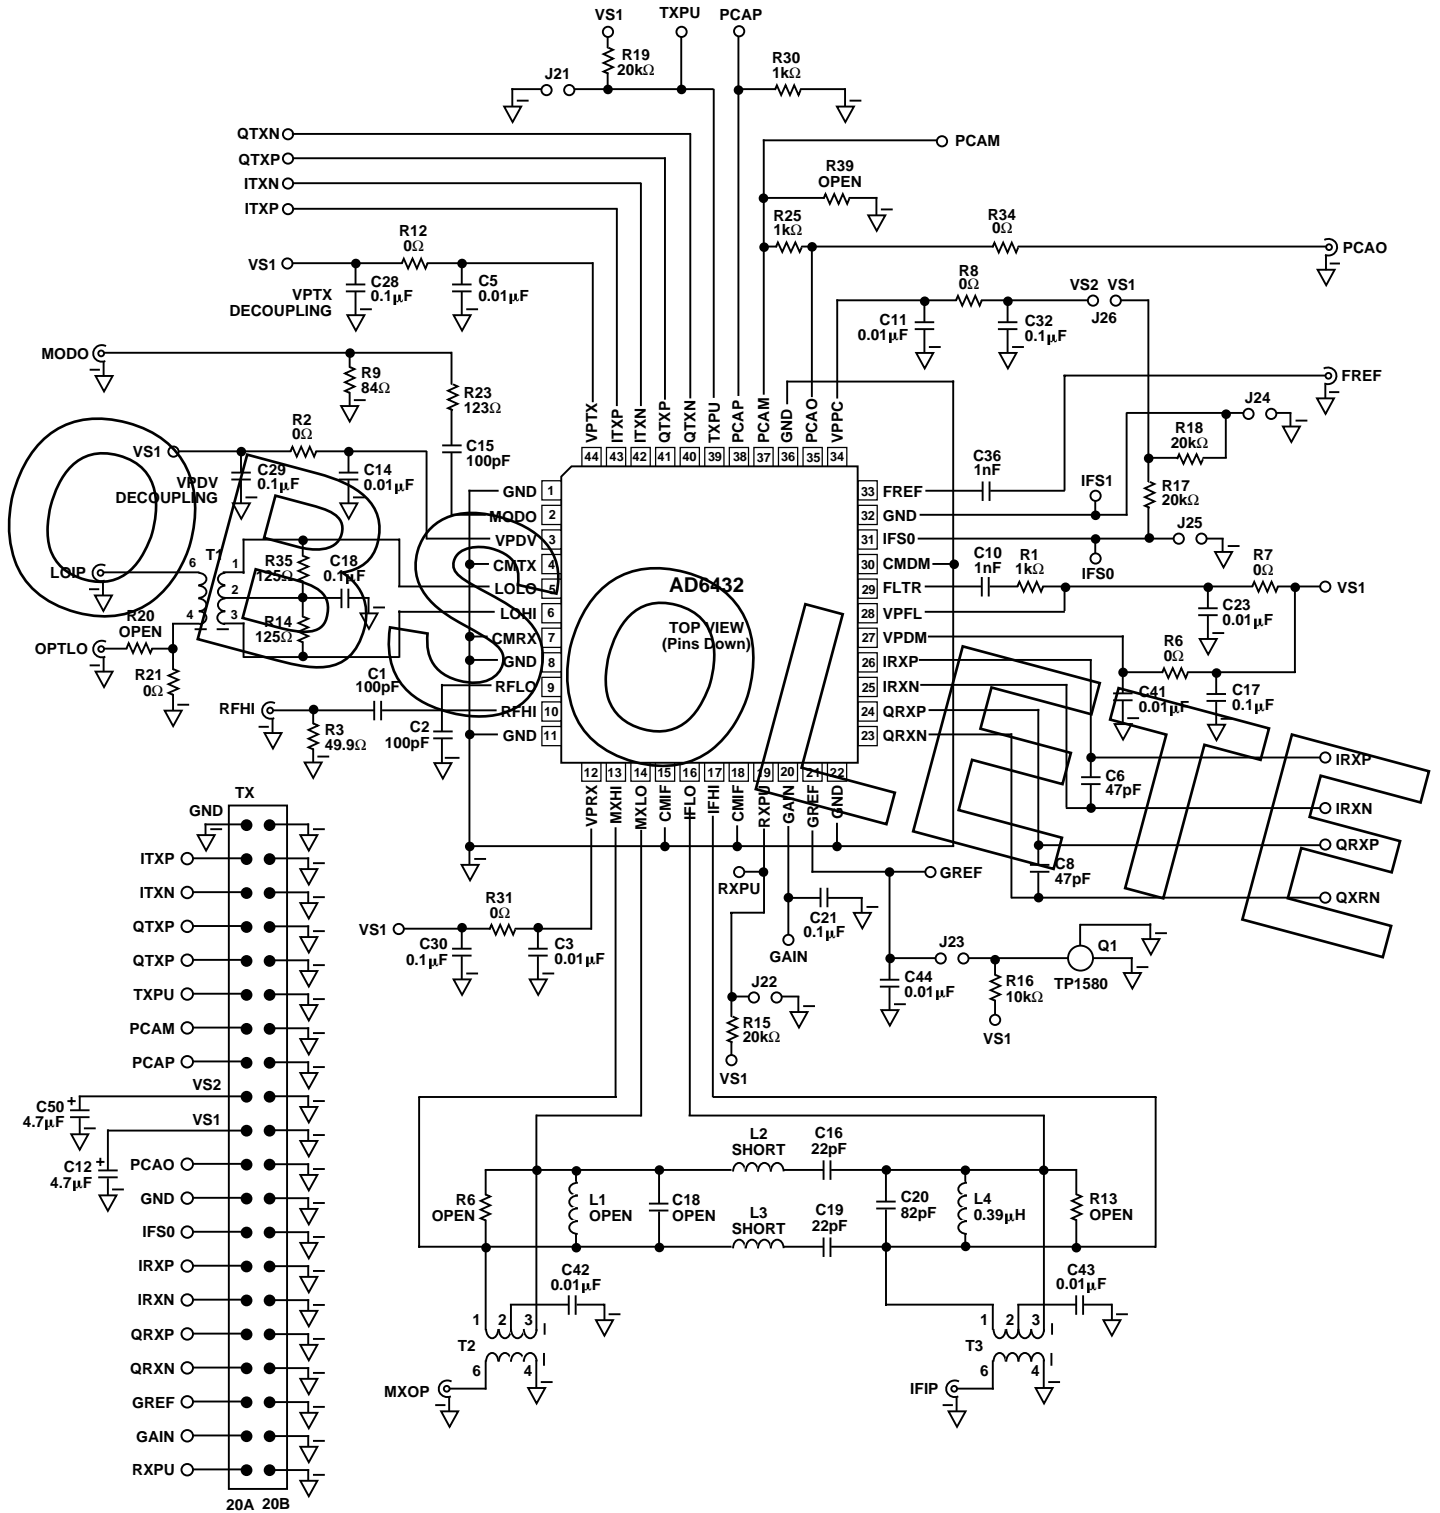 VS1 TXPU PCAP
R19
20kΩ
R30
1kΩ
J21
QTXN
QTXP
ITXN
ITXP
PCAM
R39
OPEN
R25
1kΩ
R34
0Ω
PCAO
R12
0Ω
VS1
C28
0.1μF
C5
0.01μF
VPTX
DECOUPLING
R8
0Ω
VS2 VS1
J26
C11
0.01μF
C32
0.1μF
MODO
R9
84Ω
R23
123Ω
C15
100pF
FREF
J24
R18
20kΩ
R17
20kΩ
J25
IFS1
IFS0
R2
0Ω
VS1
C29
0.1μF
C14
0.01μF
VPDV
DECOUPLING
VPTX ITXP ITXN QTXP QTXN TXPU PCAP PCAM GND PCAO VPPC
44 43 42 41 40 39 38 37 36 35 34
GND 1
MODO 2
VPDV 3
CMTX 4
LOLO 5
LOHI 6
CMRX 7
GND 8
RFLO 9
RFHI 10
GND 11
AD6432
TOP VIEW
(Pins Down)
33 FREF
32 GND
31 IFS0
30 CMDM
29 FLTR
28 VPFL
27 VPDM
26 IRXP
25 IRXN
24 QRXP
23 QRXN
12 13 14 15 16 17 18 19 20 21 22
VPRX MXHI MXLO CMIF IFLO IFHI CMIF RXPU GAIN GREF GND
C36
1nF
C10
1nF
R1
1kΩ
R7
0Ω
VS1
C23
0.01μF
R6
0Ω
C41
0.01μF
C17
0.1μF
IRXP
C6
47pF
IRXN
QRXP
C8
47pF
QXRN
LOIP
T1
6
4
1
2
3
R35
125Ω
C18
0.1μF
R14
125Ω
R20
OPEN
OPTLO
R21
0Ω
RFHI
R3
49.9Ω
C1
100pF
C2
100pF
OBSOLETE
RXPU
GREF
C21
0.1μF
GAIN
R31
0Ω
VS1
C30
0.1μF
C3
0.01μF
J22
R15
20kΩ
VS1
C44
0.01μF
J23
R16
10kΩ
VS1
Q1
TP1580
TX
GND
ITXP
ITXN
QTXP
QTXP
TXPU
PCAM
PCAP
VS2
C50 +
4.7μF
VS1
C12 +
4.7μF
PCAO
GND
IFS0
IRXP
IRXN
QRXP
QRXN
GREF
GAIN
RXPU
20A 20B
L2
SHORT
C16
22pF
R6
OPEN
L1
OPEN
C18
OPEN
L3
SHORT
C19
22pF
C20
82pF
L4
0.39μH
R13
OPEN
C42
0.01μF
C43
0.01μF
1 2 3
T2
6 4
MXOP
1 2 3
T3
6 4
IFIP